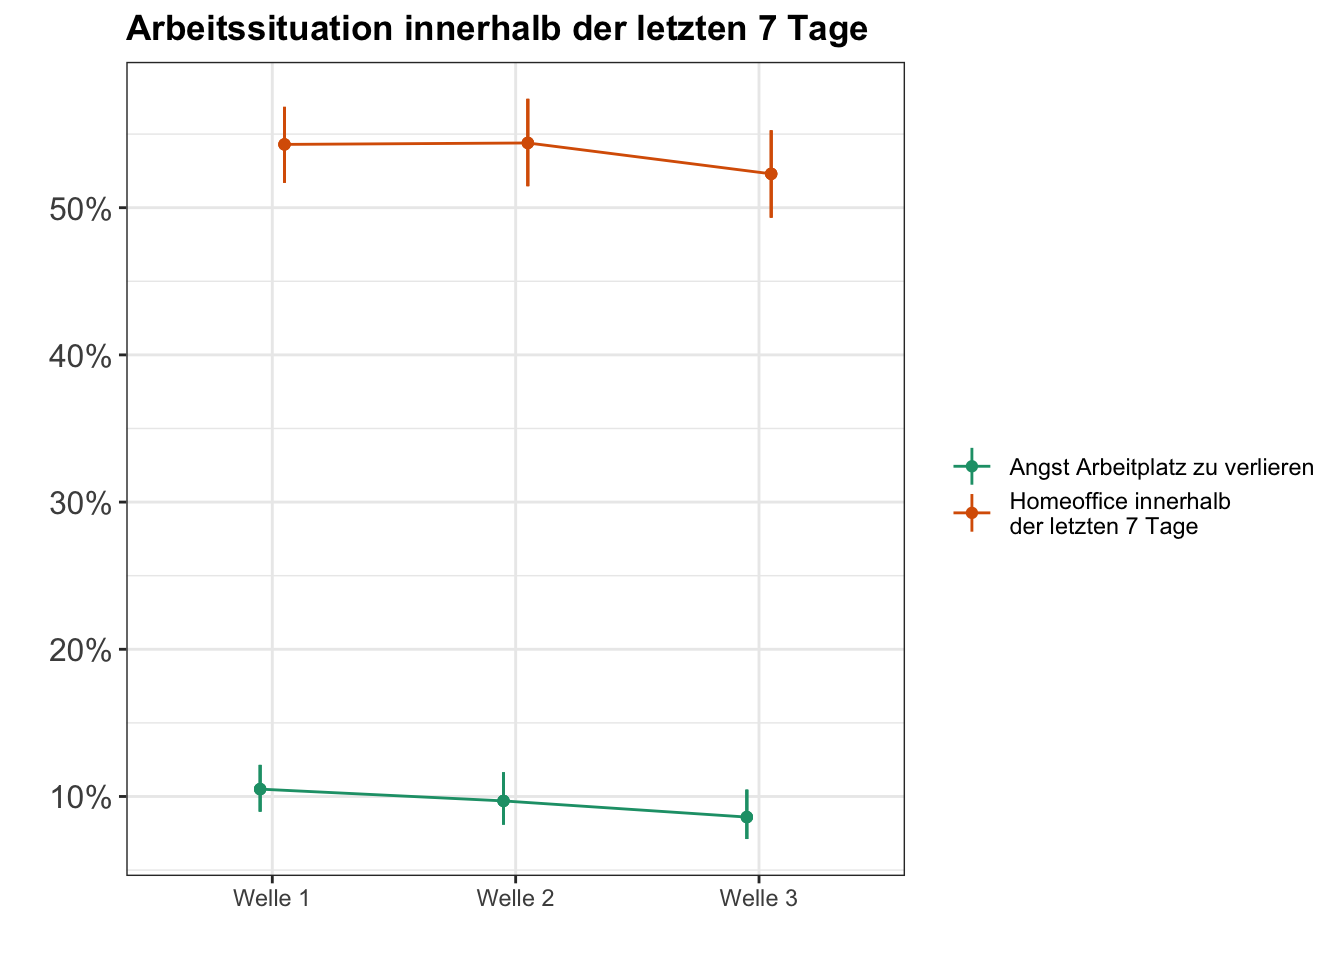 Arbeitssituation innerhalb der letzten 7 Tage
50%
40%
30%
20%
10%
Welle 1
Welle 2
Welle 3
Angst Arbeitplatz zu verlieren
Homeoffice innerhalb
der letzten 7 Tage